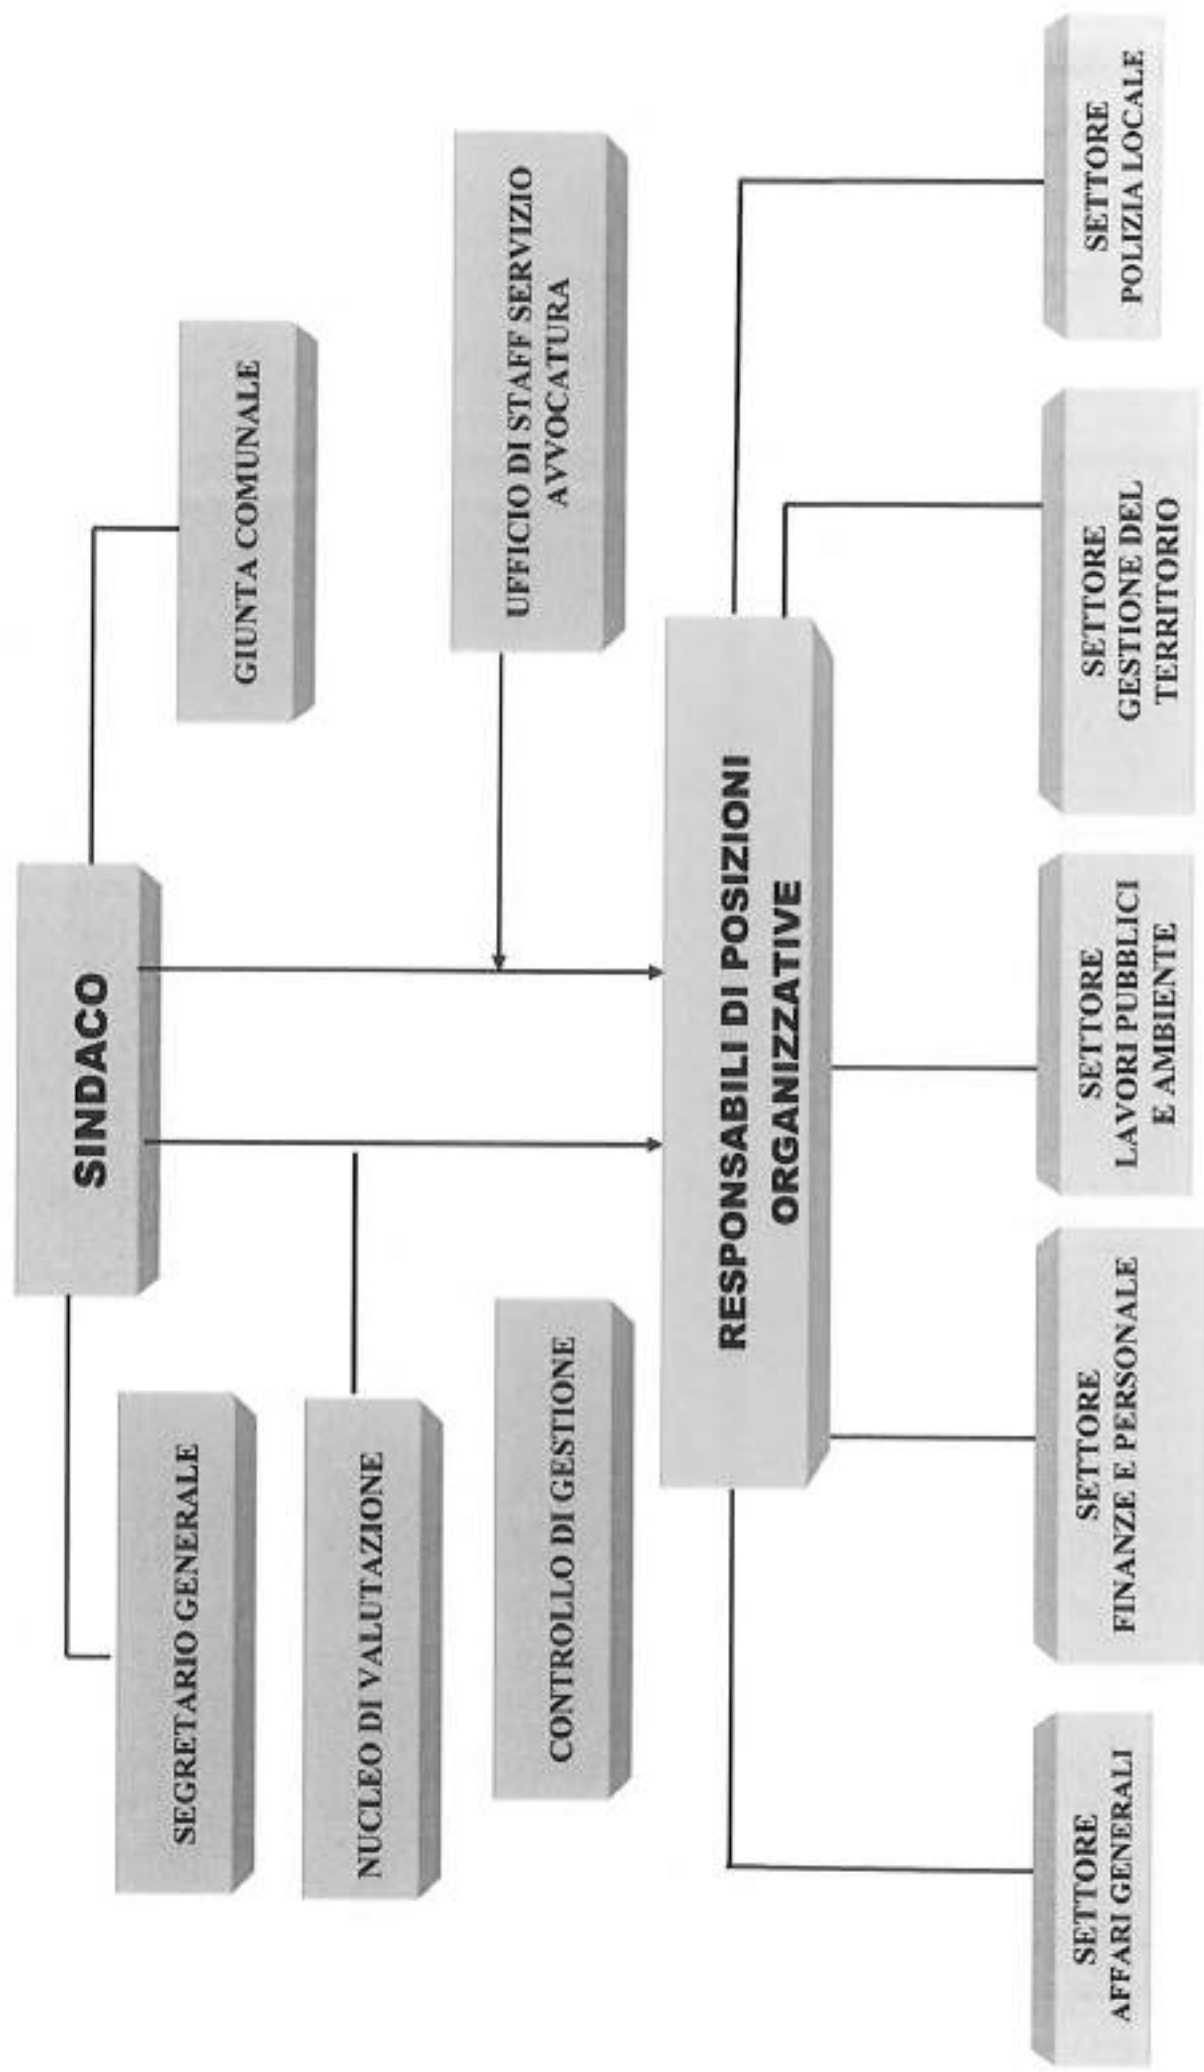 SINDACO
GIUNTA COMUNALE
SEGRETARIO GENERALE
NUCLEO DI VALUTAZIONE
UFFICIO DI STAFF SERVIZIO
AVVOCATURA
CONTROLLO DI GESTIONE
RESPONSABILI DI POSIZIONI
ORGANIZZATIVE
SETTORE
AFFARI GENERALI
SETTORE
FINANZE E PERSONALE
SETTORE
LAVORI PUBBLICI
E AMBIENTE
SETTORE
GESTIONE DEL
TERRITORIO
SETTORE
POLIZIA LOCALE